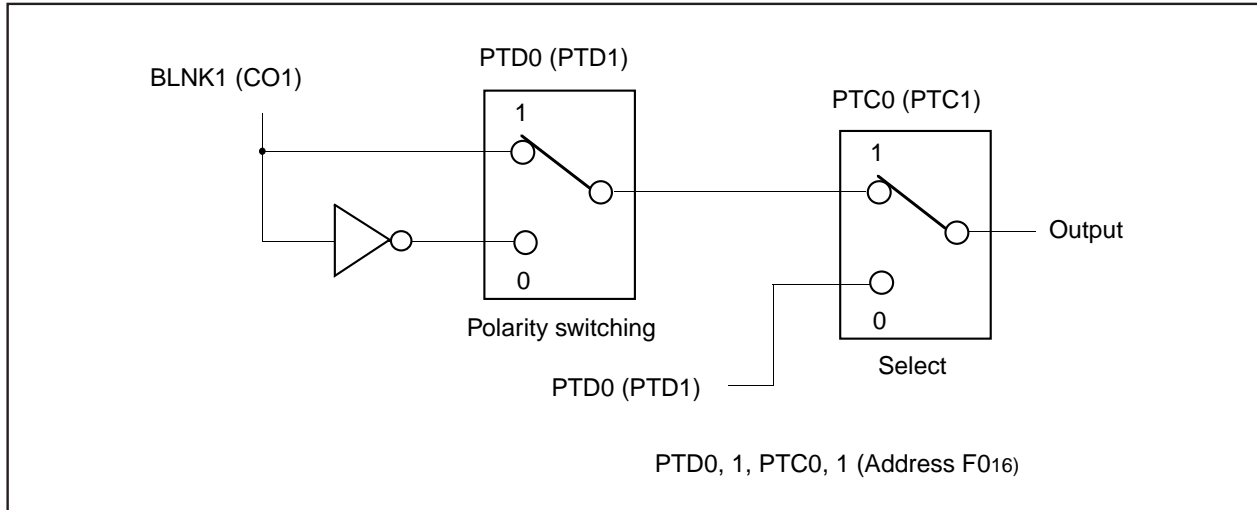 BLNK1 (CO1)
PTD0 (PTD1)
1
0
Polarity switching
PTC0 (PTC1)
1
0
Select
Output
PTD0 (PTD1)
PTD0, 1, PTC0, 1 (Address F016)